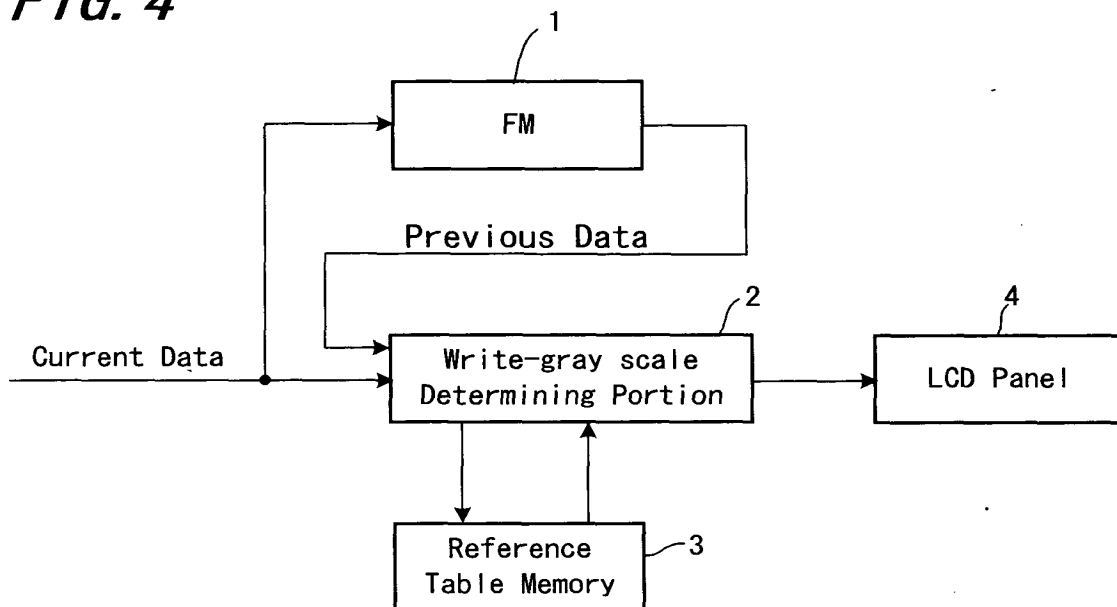 FIG. 4
1
FM
Previous Data
2
4
Current Data
Write-gray scale
Determining Portion
LCD Panel
3
Reference
Table Memory